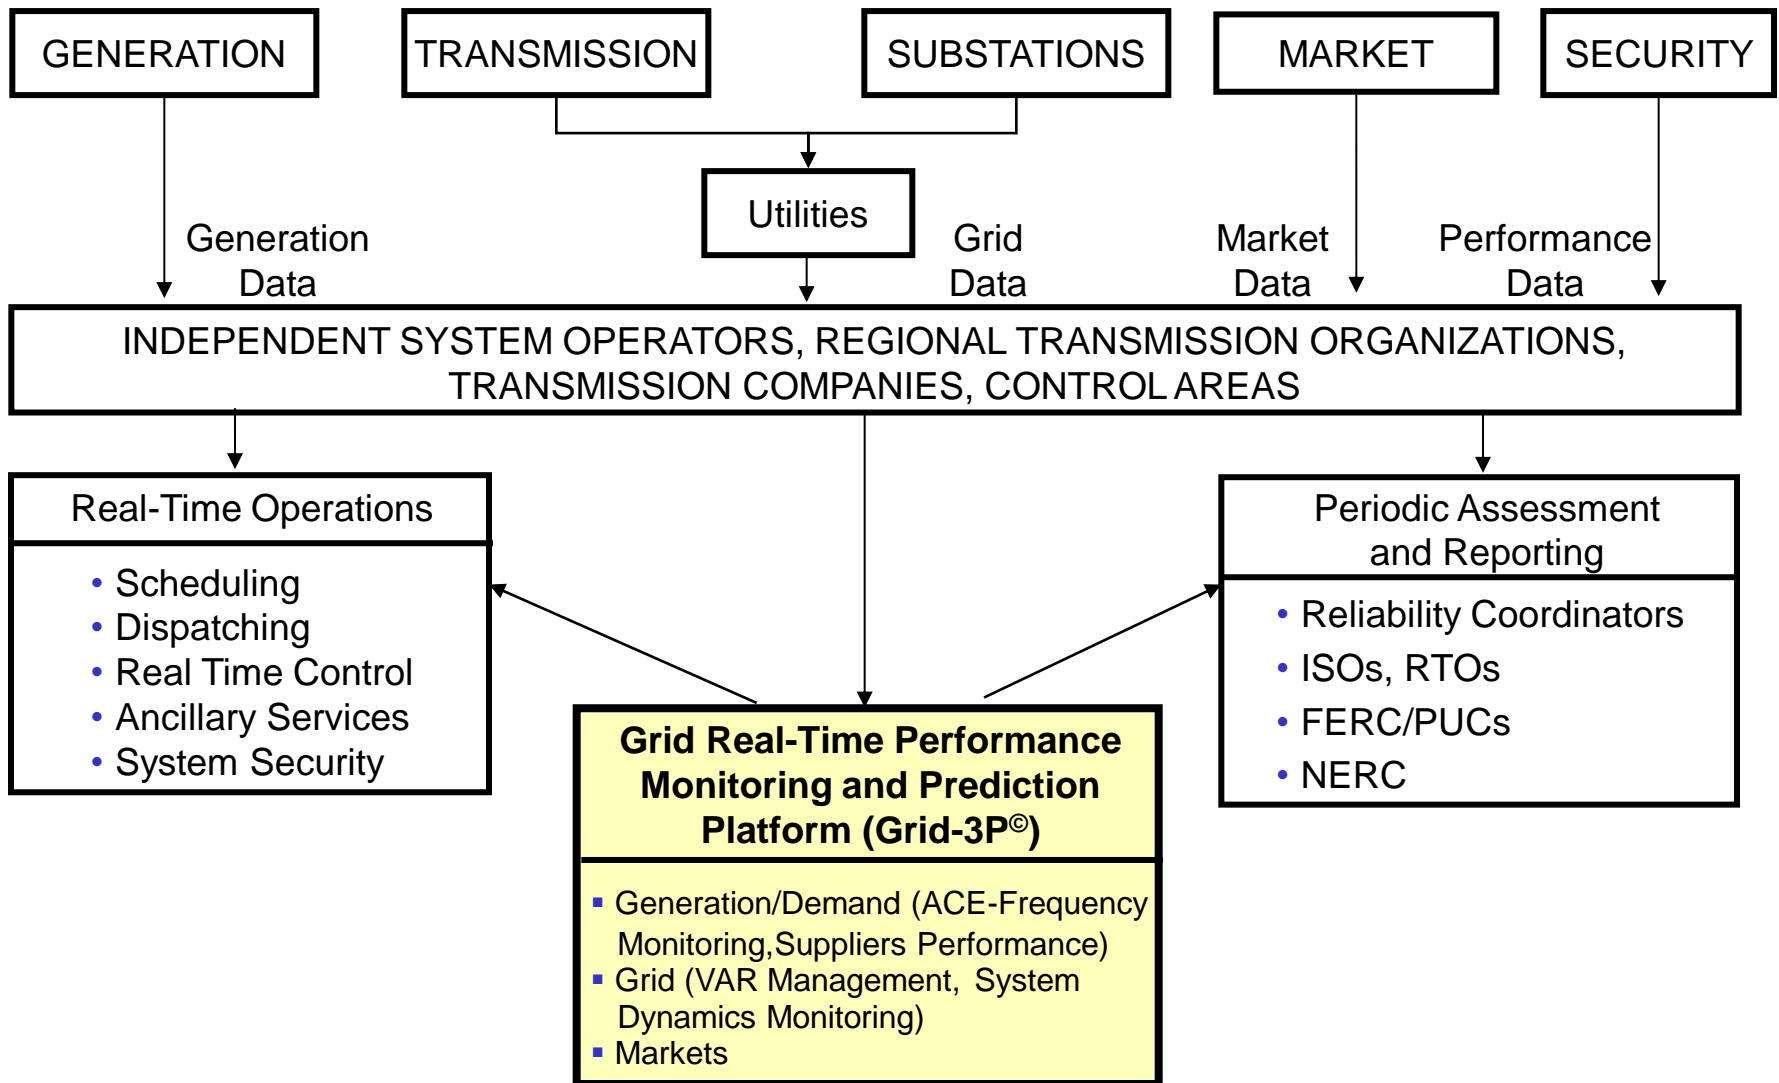 GENERATION
TRANSMISSION
SUBSTATIONS
MARKET
SECURITY
Utilities
Generation
Data
Grid
Data
Market
Data
Performance
Data
INDEPENDENT SYSTEM OPERATORS, REGIONAL TRANSMISSION ORGANIZATIONS,
TRANSMISSION COMPANIES, CONTROL AREAS
Real-Time Operations
• Scheduling
• Dispatching
• Real Time Control
• Ancillary Services
• System Security
Periodic Assessment
and Reporting
• Reliability Coordinators
• ISOs, RTOs
• FERC/PUCs
• NERC
Grid Real-Time Performance
Monitoring and Prediction
Platform (Grid-3P©)
▪ Generation/Demand (ACE-Frequency
Monitoring,Suppliers Performance)
▪ Grid (VAR Management, System
Dynamics Monitoring)
▪ Markets